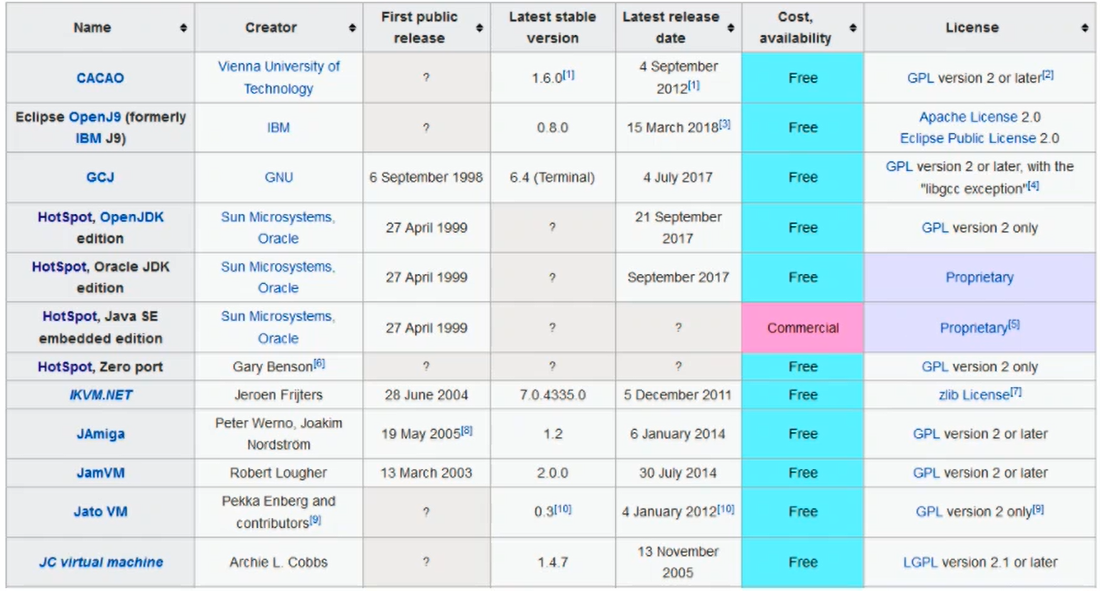 Name
Creator
First public
release
Latest stable
version
Latest release
date
Cost,
availability
License
CACAO
Vienna University of
Technology
?
1.6.0[1]
4 September
2012[1]
Free
GPL version 2 or later[2]
Eclipse OpenJ9 (formerly
IBM J9)
IBM
?
0.8.0
15 March 2018[3]
Free
Apache License 2.0
Eclipse Public License 2.0
GCJ
GNU
6 September 1998
6.4 (Terminal)
4 July 2017
Free
GPL version 2 or later, with the
"libgcc exception"[4]
HotSpot, OpenJDK
edition
Sun Microsystems,
Oracle
27 April 1999
?
21 September
2017
Free
GPL version 2 only
HotSpot, Oracle JDK
edition
Sun Microsystems,
Oracle
27 April 1999
?
September 2017
Free
Proprietary
HotSpot, Java SE
embedded edition
Sun Microsystems,
Oracle
27 April 1999
?
?
Commercial
Proprietary[5]
HotSpot, Zero port
Gary Benson[6]
?
?
?
Free
GPL version 2 only
IKVM.NET
Jeroen Frijters
28 June 2004
7.0.4335.0
5 December 2011
Free
zlib License[7]
JAmiga
Peter Werno, Joakim
Nordström
19 May 2005[8]
1.2
6 January 2014
Free
GPL version 2 or later
JamVM
Robert Lougher
13 March 2003
2.0.0
30 July 2014
Free
GPL version 2 or later
Jato VM
Pekka Enberg and
contributors[9]
?
0.3[10]
4 January 2012[10]
Free
GPL version 2 only[9]
JC virtual machine
Archie L. Cobbs
?
1.4.7
13 November
2005
Free
LGPL version 2.1 or later